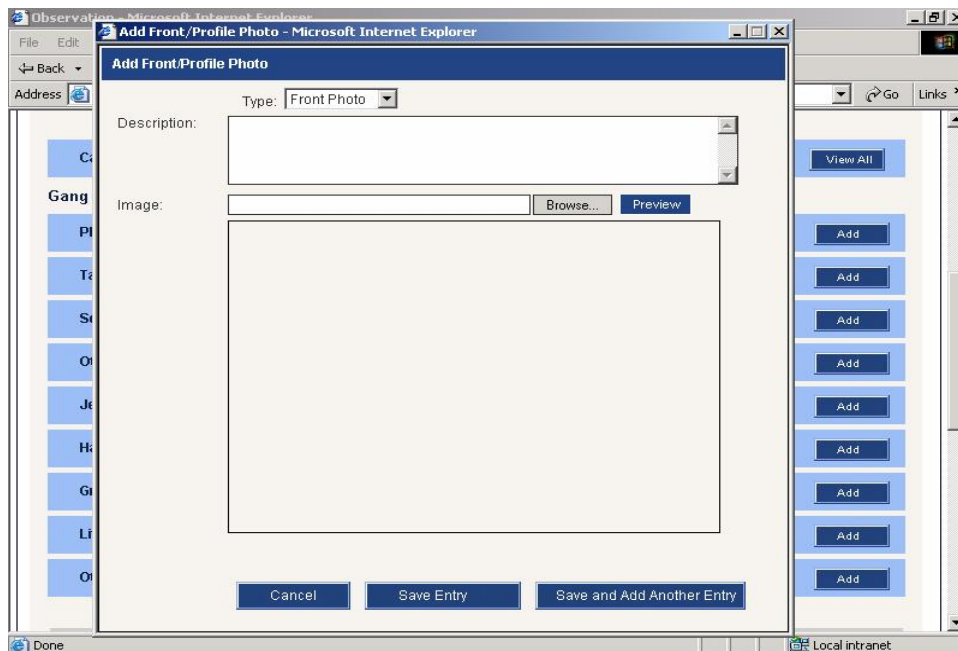 Observation - Microsoft Internet Explorer
Add Front/Profile Photo - Microsoft Internet Explorer
File Edit
Add Front/Profile Photo
Back
Address
Go
Links
Type: Front Photo
Description:
View All
Gang
Image:
Browse...
Preview
Add
Add
Add
Add
Add
Add
Add
Add
Add
Cancel
Save Entry
Save and Add Another Entry
Done
Local intranet